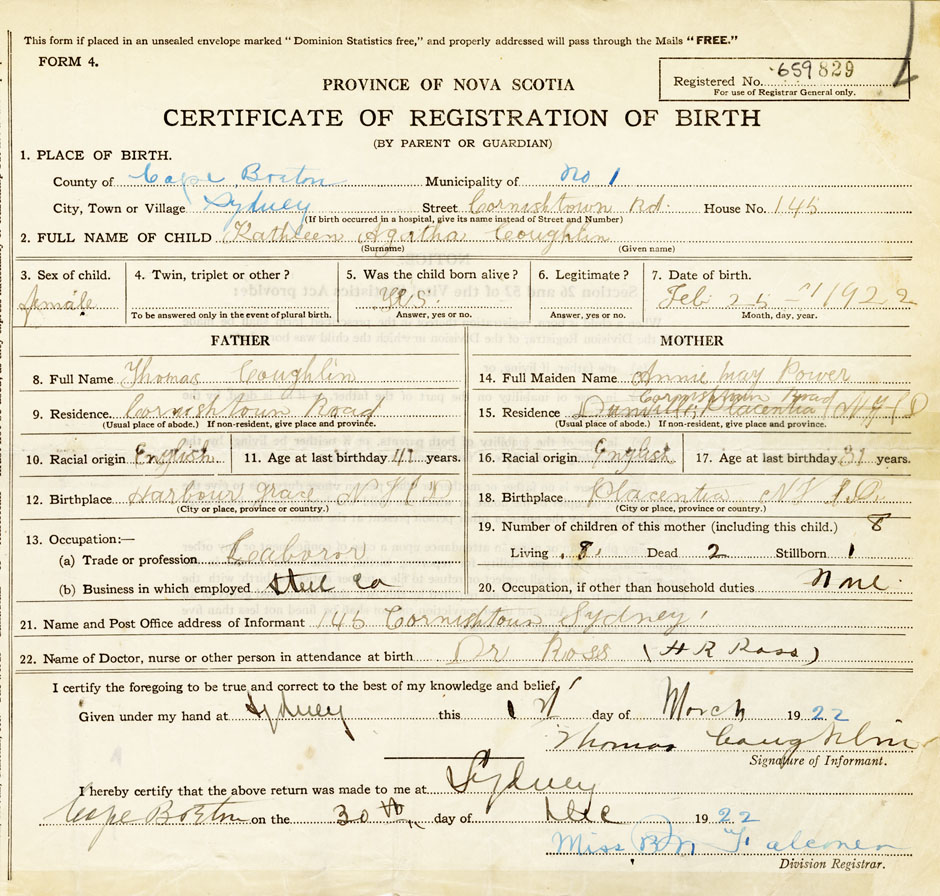 This form if placed in an unsealed envelope marked "Dominion Statistics free," and properly addressed will pass through the Mails "FREE."
FORM 4.
Registered No. 659829
For use of Registrar General only.
PROVINCE OF NOVA SCOTIA
CERTIFICATE OF REGISTRATION OF BIRTH
(BY PARENT OR GUARDIAN)
1. PLACE OF BIRTH.
County of Cape Breton Municipality of No 1
City, Town or Village Sydney Street Cornishtown Rd. House No. 145
(If birth occurred in a hospital, give its name instead of Street and Number)
2. FULL NAME OF CHILD Kathleen Agatha Coughlin
(Surname) (Given name)
3. Sex of child. 4. Twin, triplet or other? 5. Was the child born alive? 6. Legitimate? 7. Date of birth.
female Yes. Feb 25 1922
To be answered only in the event of plural birth. Answer, yes or no. Answer, yes or no. Month, day, year.
FATHER
8. Full Name Thomas Coughlin
9. Residence. Cornishtown Road
(Usual place of abode.) If non-resident, give place and province.
10. Racial origin English 11. Age at last birthday 41 years.
12. Birthplace Harbour Grace NFLD
(City or place, province or country.)
13. Occupation:—
(a) Trade or profession Laboror
(b) Business in which employed Steel Co
MOTHER
14. Full Maiden Name Annie May Power
Cornishtown Road
15. Residence Placentia NFLD
(Usual place of abode.) If non-resident, give place and province.
16. Racial origin English 17. Age at last birthday 37 years.
18. Birthplace Placentia NFLD.
(City or place, province or country.)
19. Number of children of this mother (including this child.) 8
Living 8 Dead 2 Stillborn 1
20. Occupation, if other than household duties None.
21. Name and Post Office address of Informant 145 Cornishtown Sydney
22. Name of Doctor, nurse or other person in attendance at birth Dr Ross (H R Ross)
I certify the foregoing to be true and correct to the best of my knowledge and belief,
Given under my hand at Sydney this 1st day of March 1922
Thomas Coughlin
Signature of Informant.
I hereby certify that the above return was made to me at Sydney
Cape Breton on the 30th day of Dec 1922
Miss B M Falconer
Division Registrar.